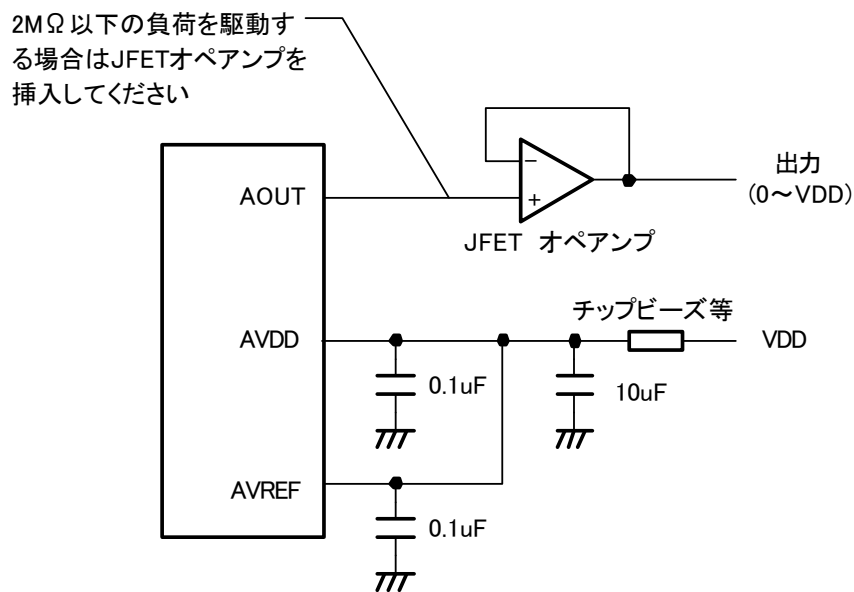 2MΩ以下の負荷を駆動す
る場合はJFETオペアンプを
挿入してください
AOUT
−
+
JFET オペアンプ
出力
(0～VDD)
チップビーズ等
AVDD
VDD
0.1uF
10uF
AVREF
0.1uF